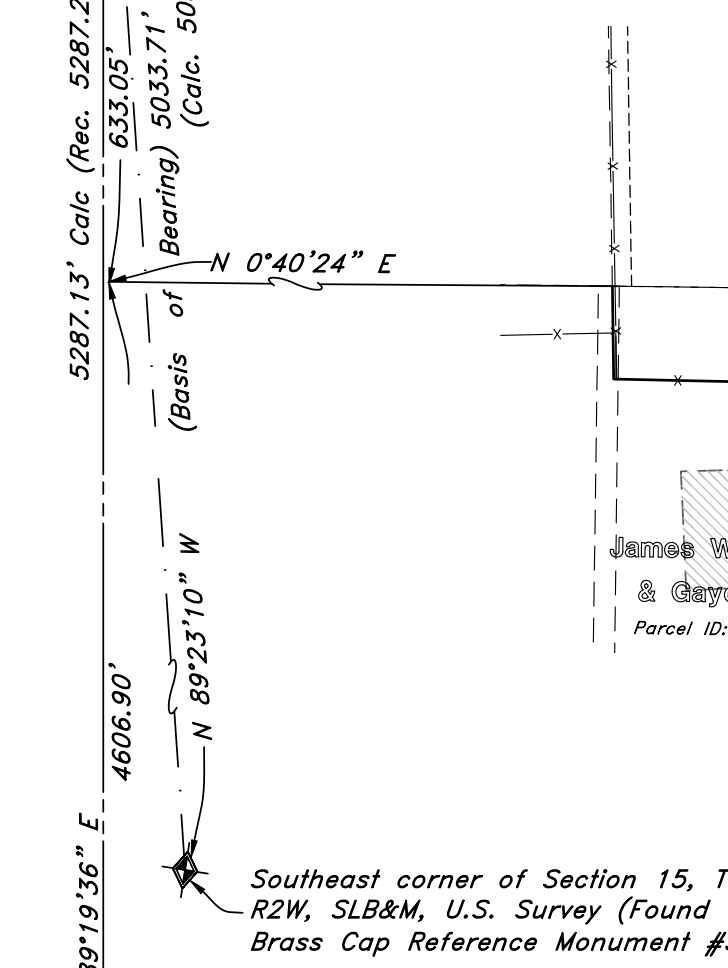 5287.13' Calc (Rec. 5287.2
633.05'
(Basis of Bearing) 5033.71'
(Calc. 50
N 0°40'24" E
N 89°23'10" W
4606.90'
89°19'36" E
James W
& Gay
Parcel ID:
Southeast corner of Section 15, T
R2W, SLB&M, U.S. Survey (Found
Brass Cap Reference Monument #